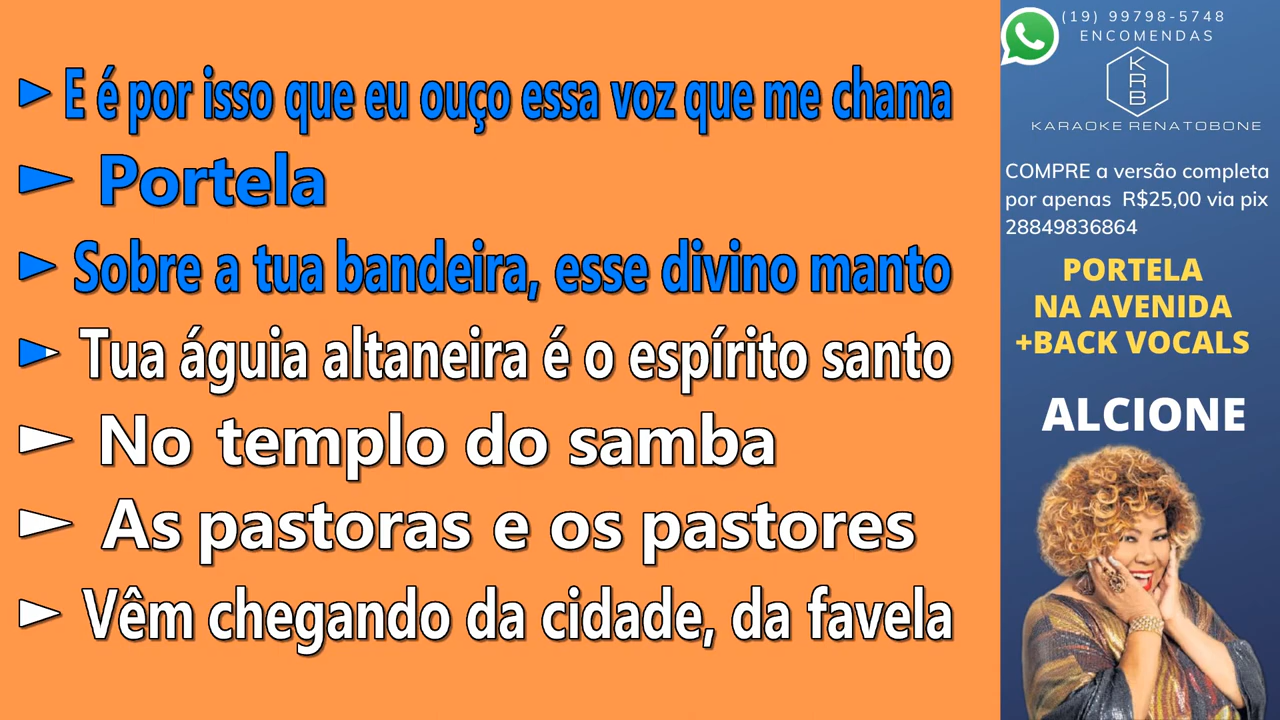 E é por isso que eu ouço essa voz que me chama
Portela
Sobre a tua bandeira, esse divino manto
Tua águia altaneira é o espírito santo
No templo do samba
As pastoras e os pastores
Vêm chegando da cidade, da favela
(19) 99798-5748
ENCOMENDAS
K
R
B
KARAOKE RENATOBONE
COMPRE a versão completa
por apenas R$25,00 via pix
28849836864
PORTELA
NA AVENIDA
+BACK VOCALS
ALCIONE